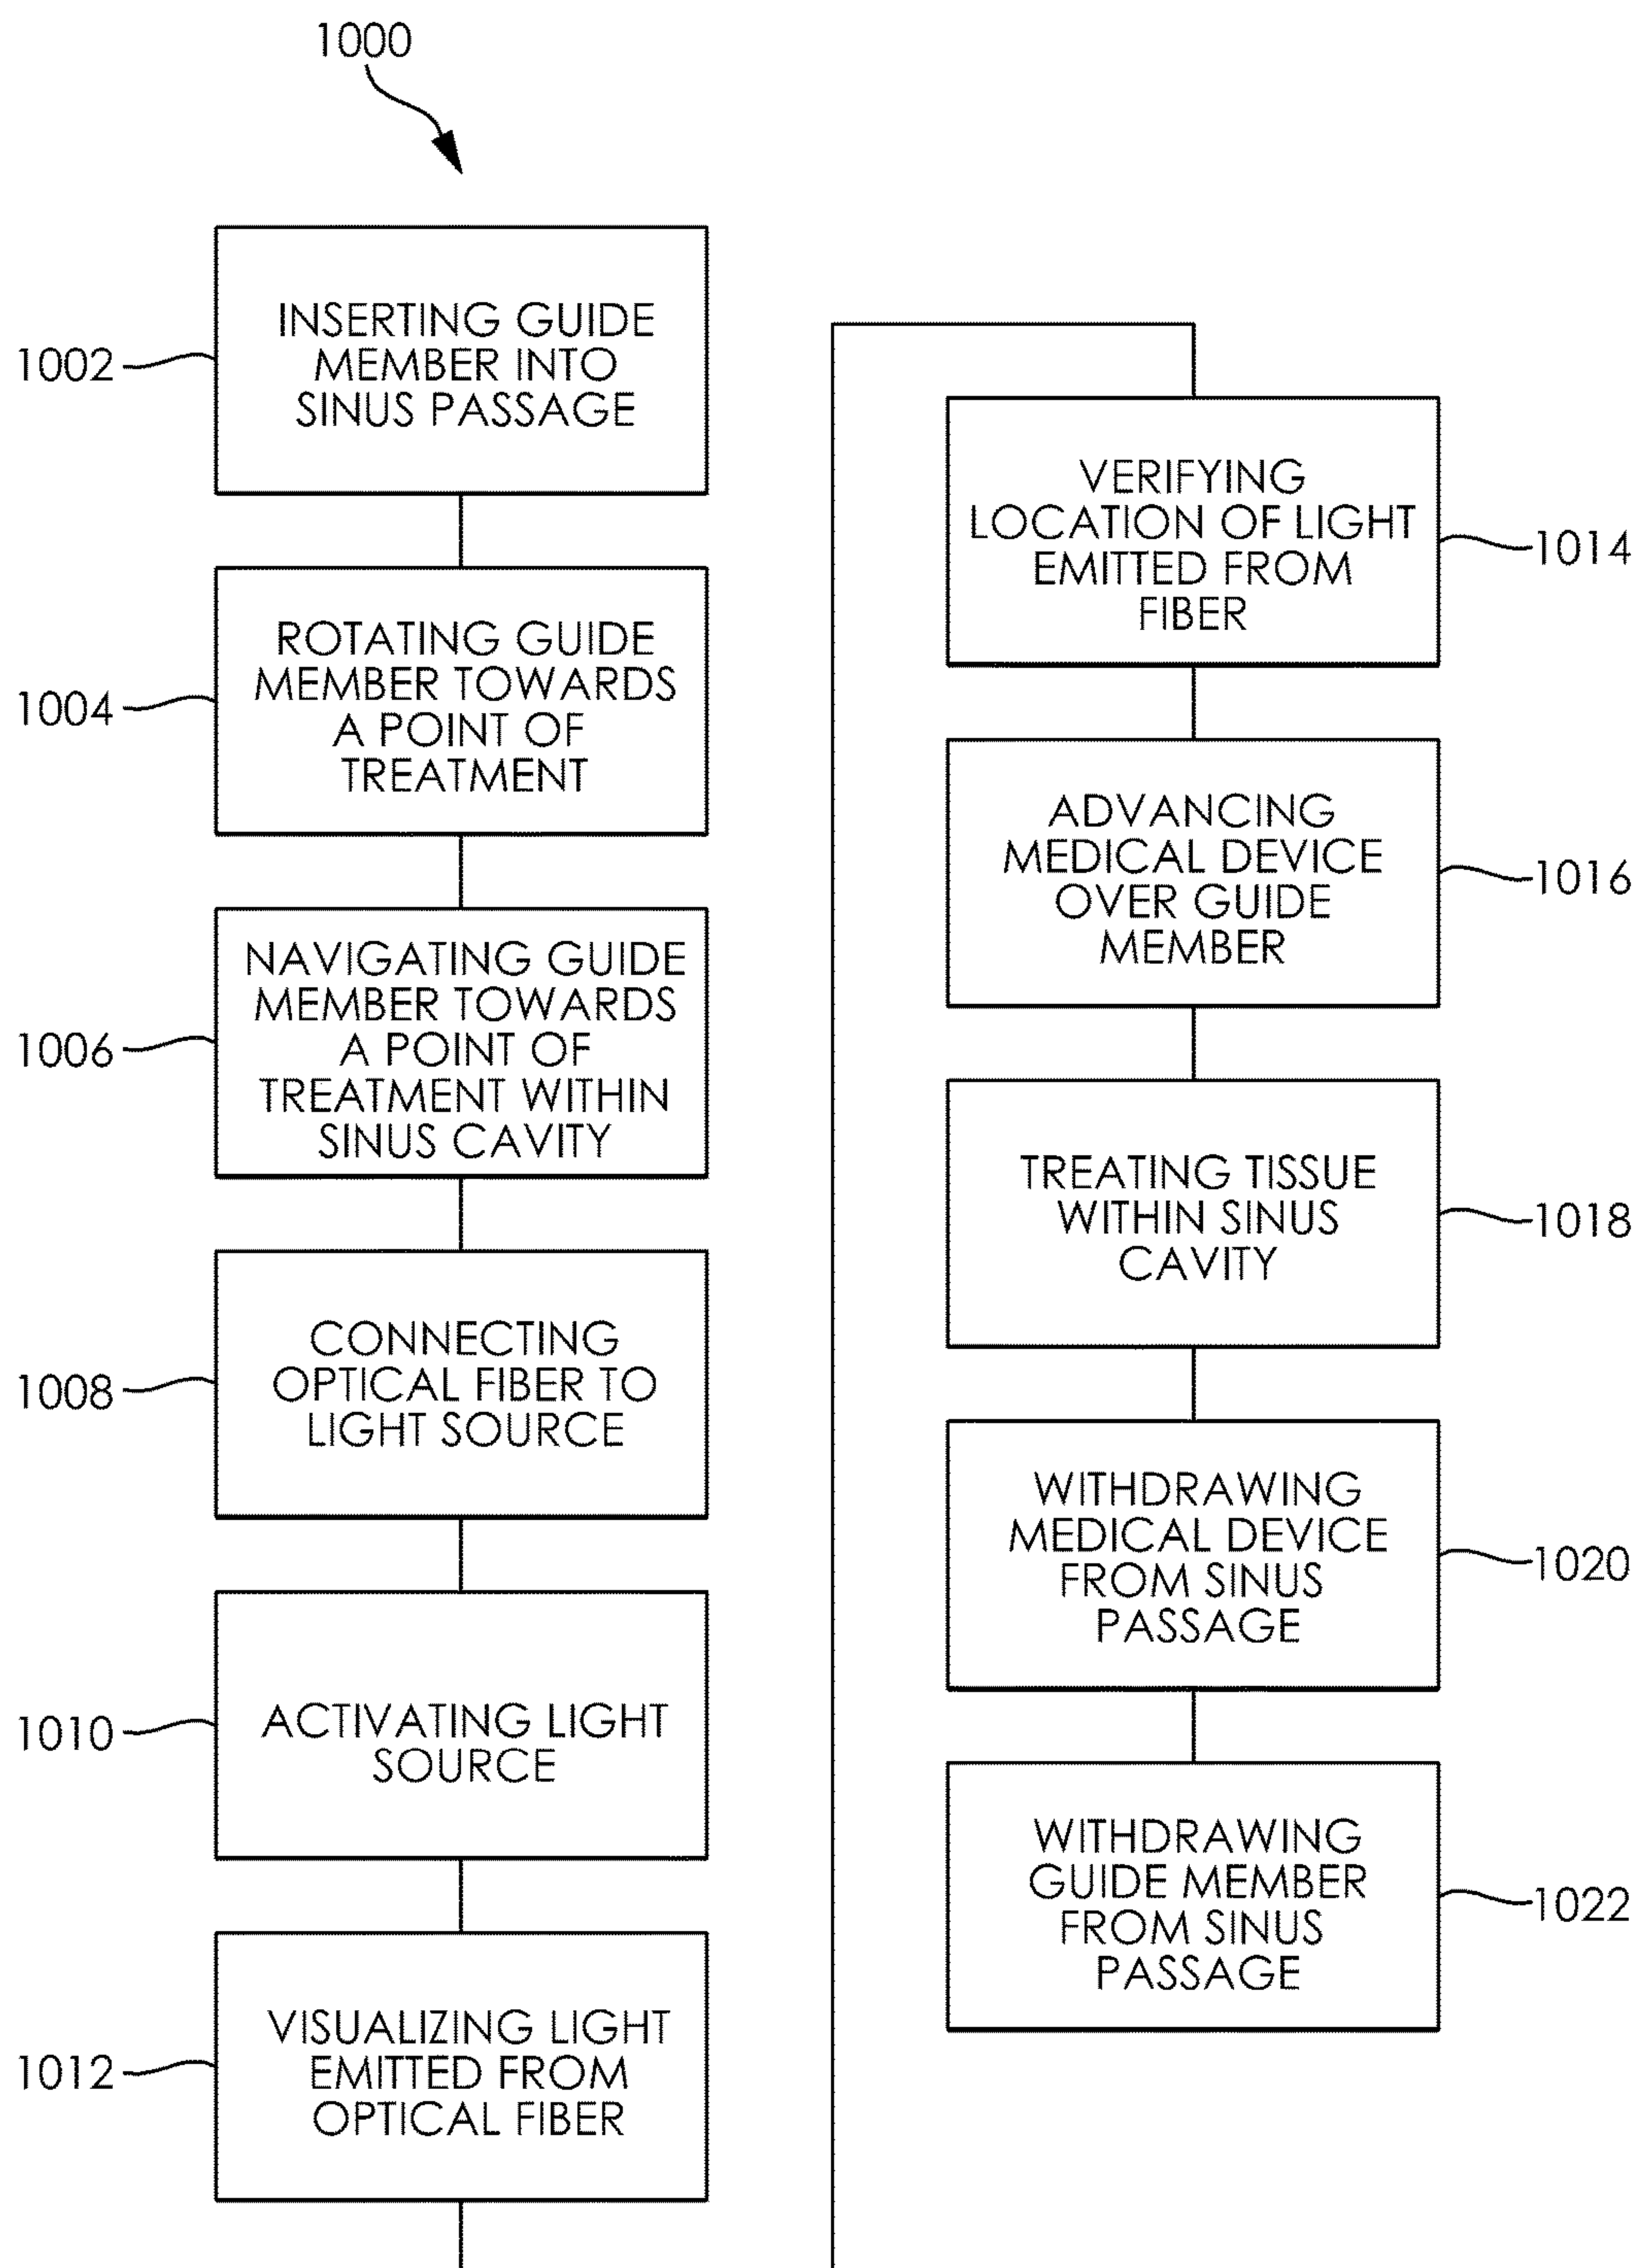 1000
1002
INSERTING GUIDE
MEMBER INTO
SINUS PASSAGE
1004
ROTATING GUIDE
MEMBER TOWARDS
A POINT OF
TREATMENT
1006
NAVIGATING GUIDE
MEMBER TOWARDS
A POINT OF
TREATMENT WITHIN
SINUS CAVITY
1008
CONNECTING
OPTICAL FIBER TO
LIGHT SOURCE
1010
ACTIVATING LIGHT
SOURCE
1012
VISUALIZING LIGHT
EMITTED FROM
OPTICAL FIBER
VERIFYING
LOCATION OF LIGHT
EMITTED FROM
FIBER
1014
ADVANCING
MEDICAL DEVICE
OVER GUIDE
MEMBER
1016
TREATING TISSUE
WITHIN SINUS
CAVITY
1018
WITHDRAWING
MEDICAL DEVICE
FROM SINUS
PASSAGE
1020
WITHDRAWING
GUIDE MEMBER
FROM SINUS
PASSAGE
1022